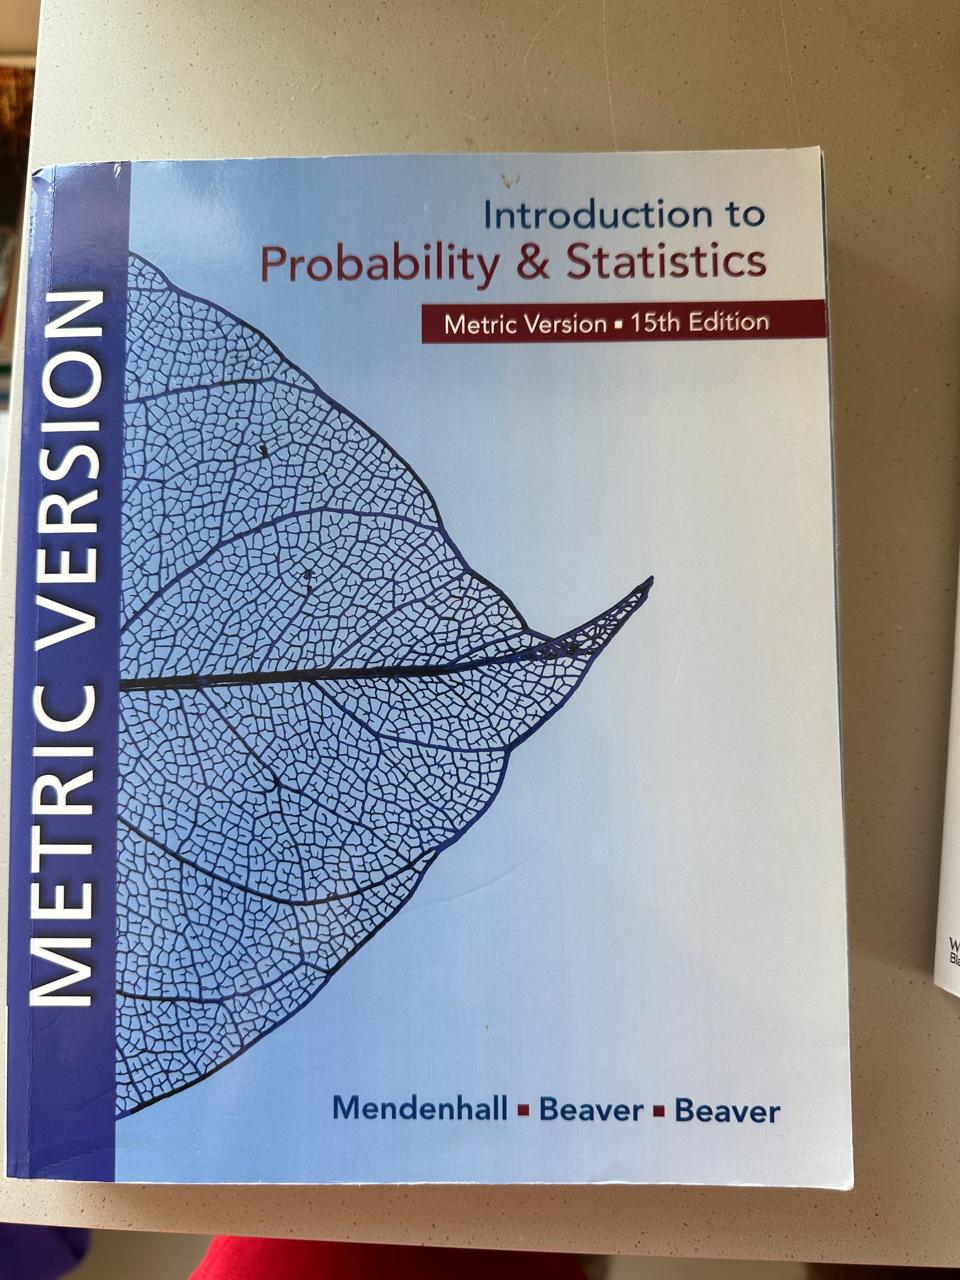 Introduction to
Probability & Statistics
Metric Version ▪ 15th Edition
METRIC VERSION
Mendenhall ▪ Beaver ▪ Beaver